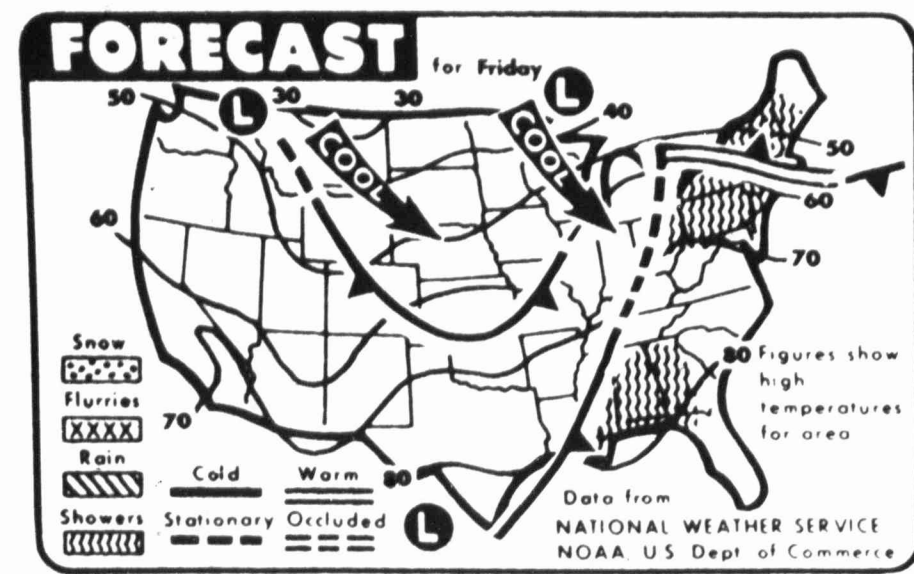 FORECAST
for Friday
50
L
30
30
L
40
COOL
COOL
50
60
60
70
Snow
Flurries
XXXX
Rain
70
Showers
Cold
Warm
Stationary
Occluded
80
L
80
Figures show
high
temperatures
for area
Data from
NATIONAL WEATHER SERVICE
NOAA, U S Dept of Commerce